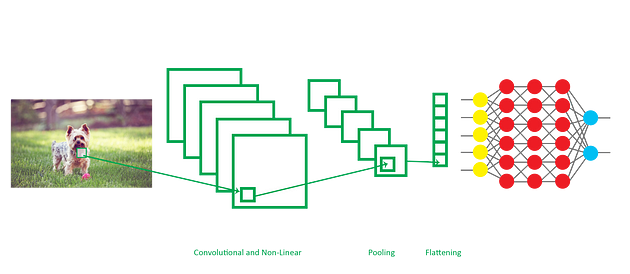 Convolutional and Non-Linear
Pooling
Flattening